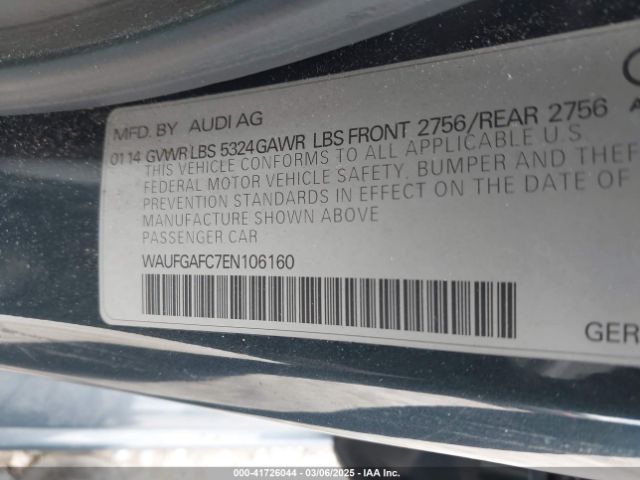 MFD. BY AUDI AG
01 14 GVWR LBS 5324 GAWR LBS FRONT 2756/REAR 2756
THIS VEHICLE CONFORMS TO ALL APPLICABLE U.S
FEDERAL MOTOR VEHICLE SAFETY, BUMPER AND THEF
PREVENTION STANDARDS IN EFFECT ON THE DATE OF
MANUFACTURE SHOWN ABOVE
PASSENGER CAR
WAUFGAFC7EN106160
GER
000-41726044 / 03/06/2025 - IAA Inc.